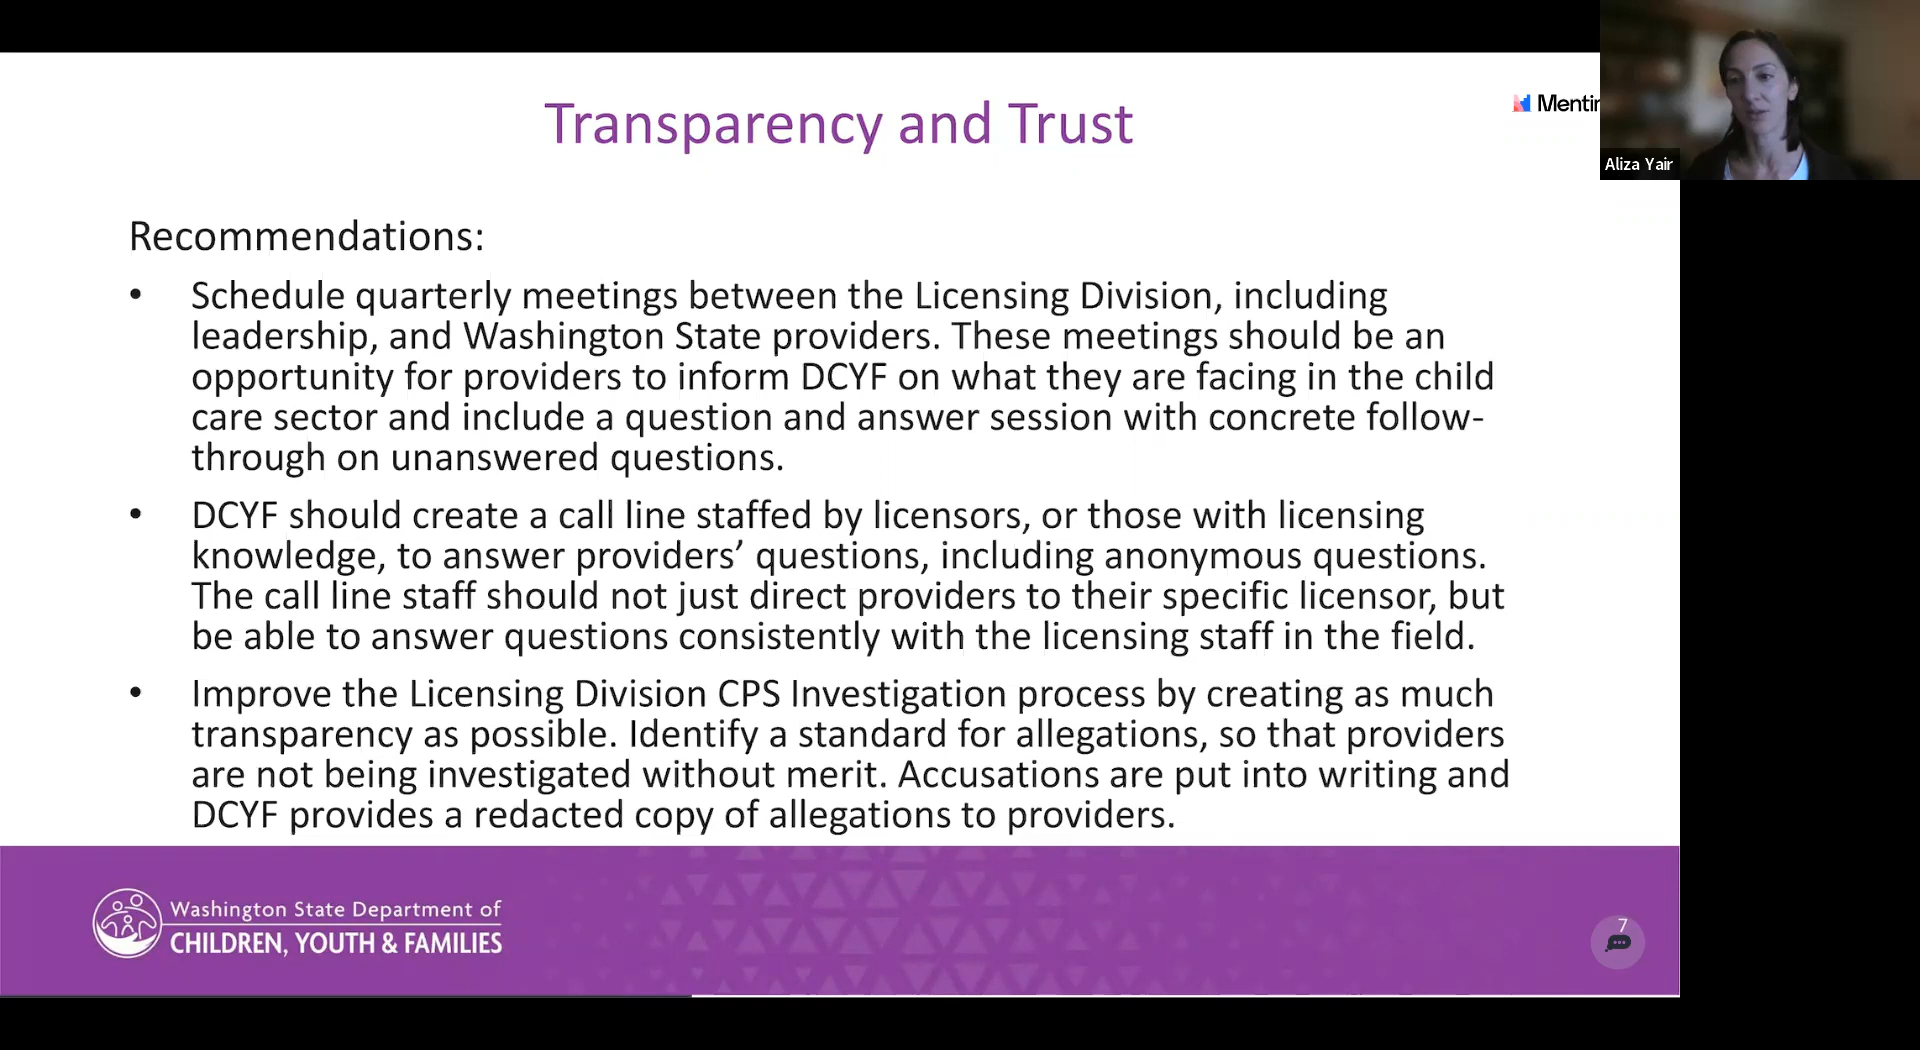 Transparency and Trust
Aliza Yair
Recommendations:
• Schedule quarterly meetings between the Licensing Division, including
leadership, and Washington State providers. These meetings should be an
opportunity for providers to inform DCYF on what they are facing in the child
care sector and include a question and answer session with concrete follow-
through on unanswered questions.
• DCYF should create a call line staffed by licensors, or those with licensing
knowledge, to answer providers’ questions, including anonymous questions.
The call line staff should not just direct providers to their specific licensor, but
be able to answer questions consistently with the licensing staff in the field.
• Improve the Licensing Division CPS Investigation process by creating as much
transparency as possible. Identify a standard for allegations, so that providers
are not being investigated without merit. Accusations are put into writing and
DCYF provides a redacted copy of allegations to providers.
Washington State Department of
CHILDREN, YOUTH & FAMILIES
7